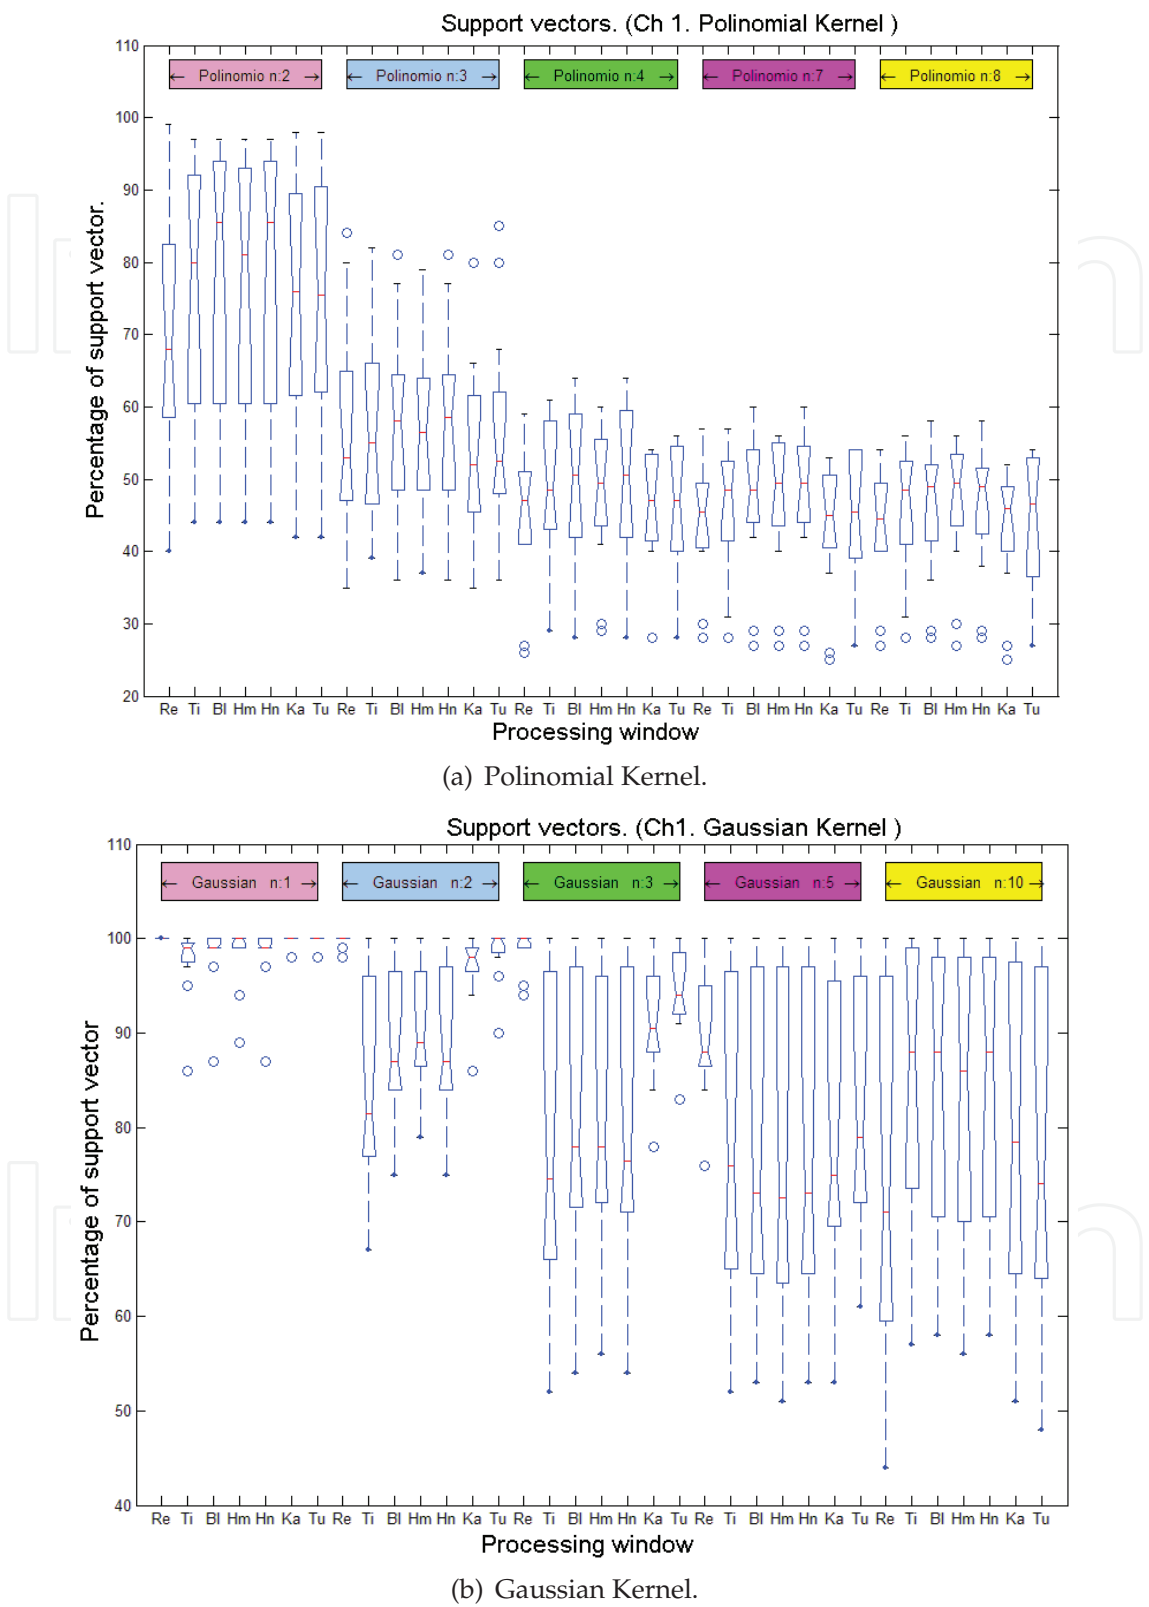 Support vectors. (Ch 1. Polinomial Kernel )
110
100
90
80
70
60
50
40
30
20
Percentage of support vector.
← Polinomio n:2 → ← Polinomio n:3 → ← Polinomio n:4 → ← Polinomio n:7 → ← Polinomio n:8 →
Re Ti Bl Hm Hn Ka Tu Re Ti Bl Hm Hn Ka Tu Re Ti Bl Hm Hn Ka Tu Re Ti Bl Hm Hn Ka Tu Re Ti Bl Hm Hn Ka Tu
Processing window
(a) Polinomial Kernel.
Support vectors. (Ch1. Gaussian Kernel )
110
100
90
80
70
60
50
40
Percentage of support vector
← Gaussian n:1 → ← Gaussian n:2 → ← Gaussian n:3 → ← Gaussian n:5 → ← Gaussian n:10 →
Re Ti Bl Hm Hn Ka Tu Re Ti Bl Hm Hn Ka Tu Re Ti Bl Hm Hn Ka Tu Re Ti Bl Hm Hn Ka Tu Re Ti Bl Hm Hn Ka Tu
Processing window
(b) Gaussian Kernel.